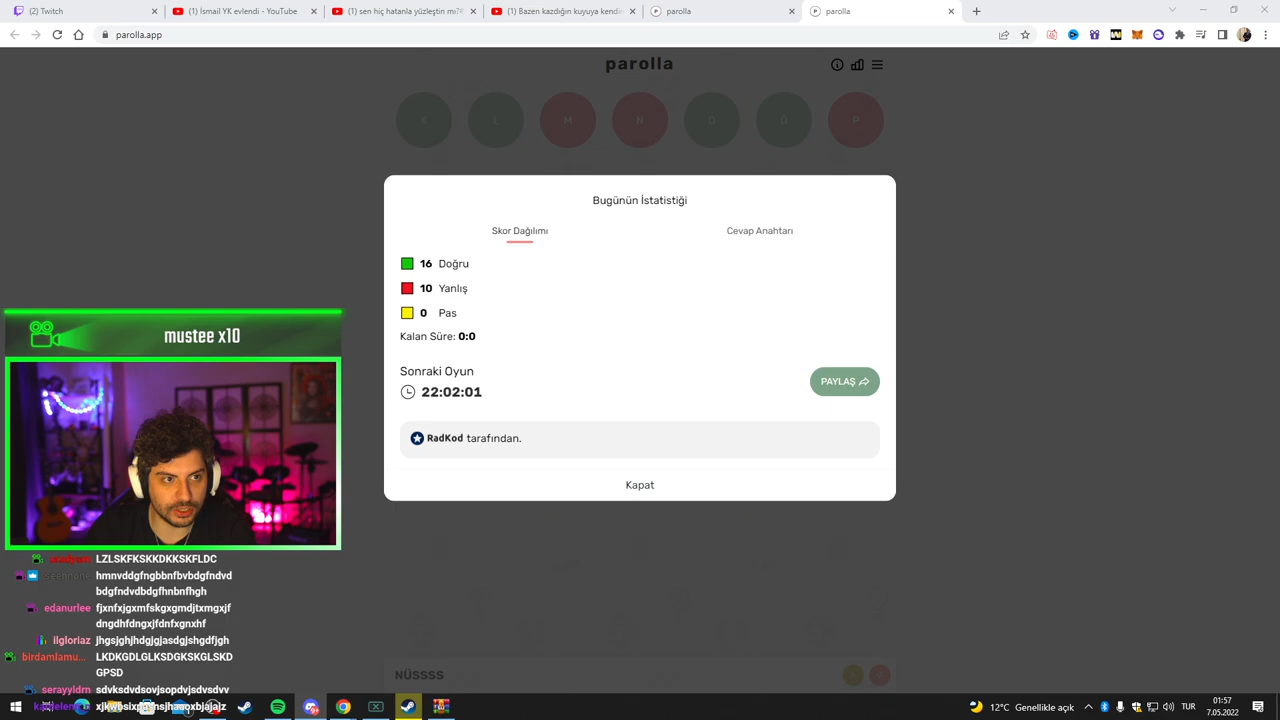 (2) Twitch
(1) İsmail YK evlendi - YouTube
(1) sen hiç hatanla yüzleştin mi?#
(1) Bazen kazdığın kuyuya kendin
parolla
parolla
parolla.app
parolla
K L M N O Ö P
Bugünün İstatistiği
Skor Dağılımı
Cevap Anahtarı
16 Doğru
10 Yanlış
0 Pas
Kalan Süre: 0:0
Sonraki Oyun
22:02:01
PAYLAŞ
RadKod tarafından.
Kapat
NÜSSSS
mustee x10
LZLSKFKSKKDKKSKFLDC
hmnvddgfngbbnfbvbdgfndvd
bdgfndvdbdgfhnbnfhgh
edanurlee fjxnfxjgxmfskgxgmdjtxmgxjf
dngdhfdngxjfdnfxgnxhf
ilgloriaz jhgsjghjhdgjgjasdgjshgdfjgh
birdamlamu... LKDKGDLGLKSDGKSKGLSKD
GPSD
serayyldrn sdvksdvdsovjsopdvjsdvsdvv
12°C Genellikle açık
TUR
01:57
7.05.2022